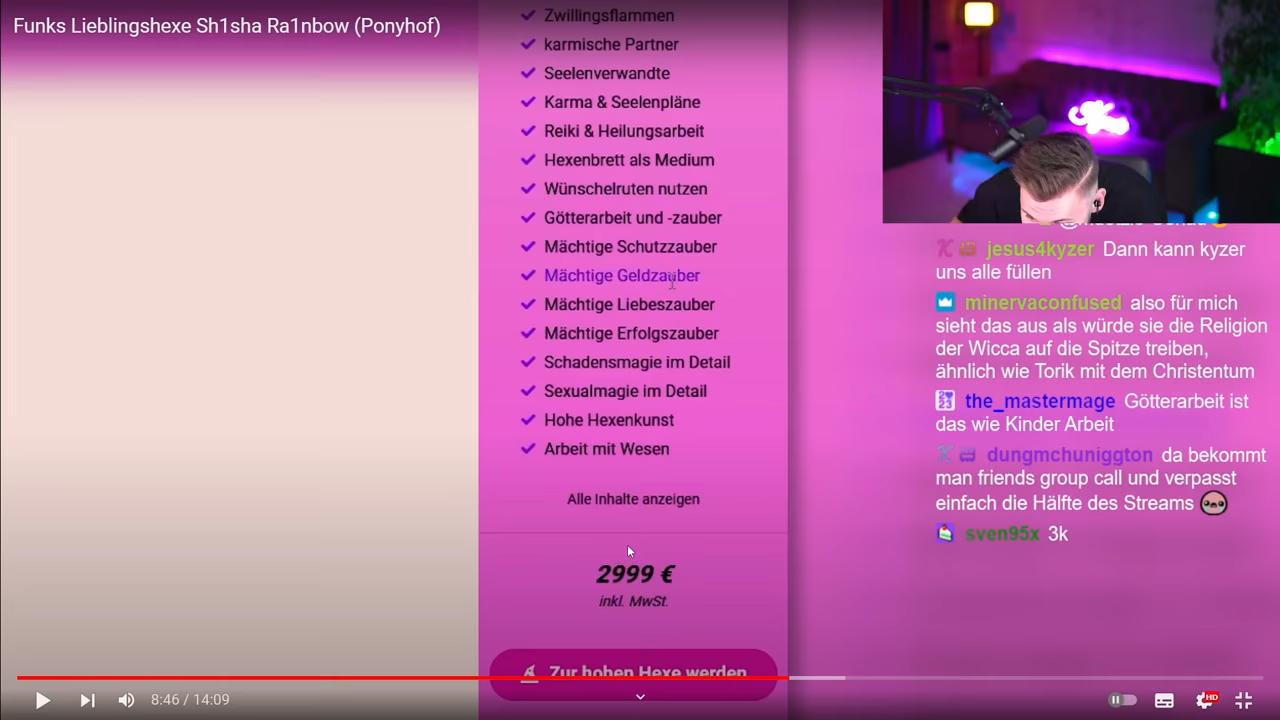 Funks Lieblingshexe Sh1sha Ra1nbow (Ponyhof)
Zwillingsflammen
karmische Partner
Seelenverwandte
Karma & Seelenpläne
Reiki & Heilungsarbeit
Hexenbrett als Medium
Wünschelruten nutzen
Götterarbeit und -zauber
Mächtige Schutzzauber
Mächtige Geldzauber
Mächtige Liebeszauber
Mächtige Erfolgszauber
Schadensmagie im Detail
Sexualmagie im Detail
Hohe Hexenkunst
Arbeit mit Wesen
Alle Inhalte anzeigen
2999 €
inkl. MwSt.
Zur hohen Hexe werden
jesus4kyzer Dann kann kyzer
uns alle füllen
minervaconfused also für mich
sieht das aus als würde sie die Religion
der Wicca auf die Spitze treiben,
ähnlich wie Torik mit dem Christentum
the_mastermage Götterarbeit ist
das wie Kinder Arbeit
dungmchuniggton da bekommt
man friends group call und verpasst
einfach die Hälfte des Streams
sven95x 3k
8:46 / 14:09
HD